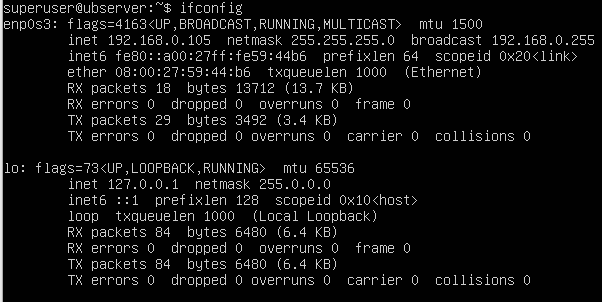 superuser@ubserver:~$ ifconfig
enp0s3: flags=4163<UP,BROADCAST,RUNNING,MULTICAST>  mtu 1500
        inet 192.168.0.105  netmask 255.255.255.0  broadcast 192.168.0.255
        inet6 fe80::a00:27ff:fe59:44b6  prefixlen 64  scopeid 0x20<link>
        ether 08:00:27:59:44:b6  txqueuelen 1000  (Ethernet)
        RX packets 18  bytes 13712 (13.7 KB)
        RX errors 0  dropped 0  overruns 0  frame 0
        TX packets 29  bytes 3492 (3.4 KB)
        TX errors 0  dropped 0 overruns 0  carrier 0  collisions 0

lo: flags=73<UP,LOOPBACK,RUNNING>  mtu 65536
        inet 127.0.0.1  netmask 255.0.0.0
        inet6 ::1  prefixlen 128  scopeid 0x10<host>
        loop  txqueuelen 1000  (Local Loopback)
        RX packets 84  bytes 6480 (6.4 KB)
        RX errors 0  dropped 0  overruns 0  frame 0
        TX packets 84  bytes 6480 (6.4 KB)
        TX errors 0  dropped 0 overruns 0  carrier 0  collisions 0